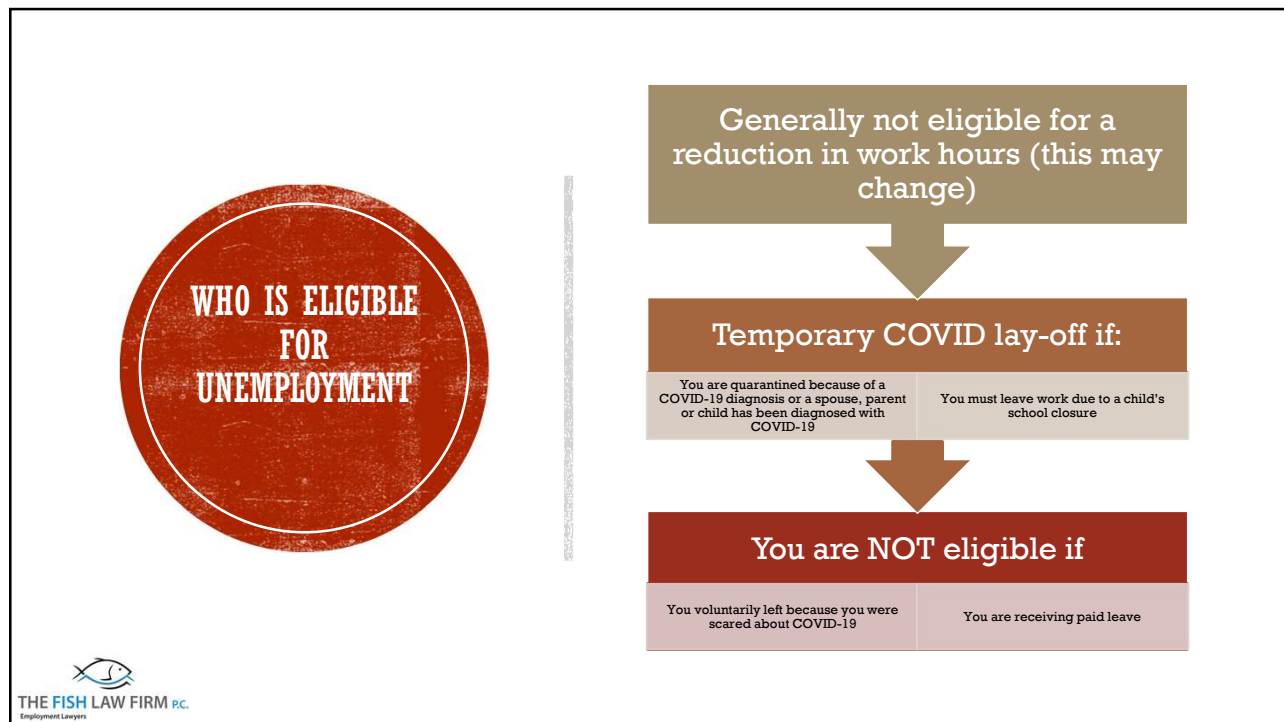 WHO IS ELIGIBLE
FOR
UNEMPLOYMENT
Generally not eligible for a
reduction in work hours (this may
change)
Temporary COVID lay-off if:
You are quarantined because of a
COVID-19 diagnosis or a spouse, parent
or child has been diagnosed with
COVID-19
You must leave work due to a child's
school closure
You are NOT eligible if
You voluntarily left because you were
scared about COVID-19
You are receiving paid leave
THE FISH LAW FIRM P.C.
Employment Lawyers